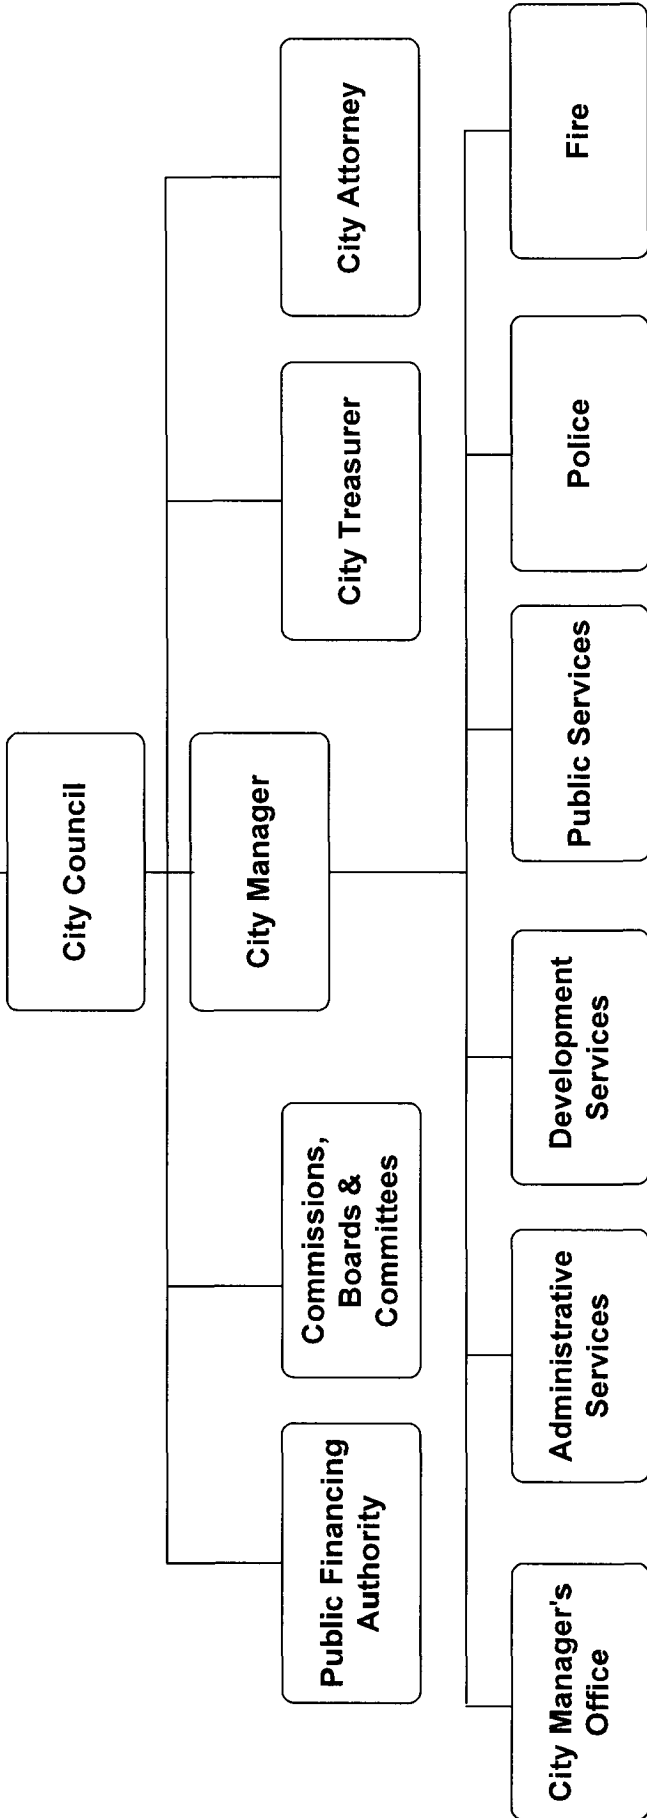 City Council
City Manager
Public Financing
Authority
Commissions,
Boards &
Committees
City Treasurer
City Attorney
City Manager's
Office
Administrative
Services
Development
Services
Public Services
Police
Fire